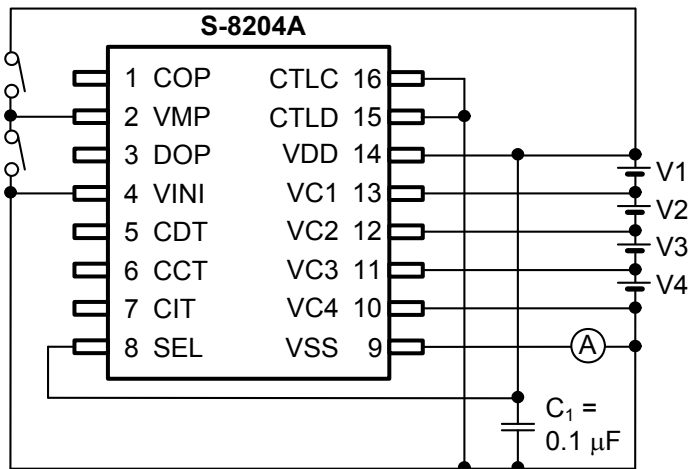 S-8204A
1 COP CTLC 16
2 VMP CTLD 15
3 DOP VDD 14
4 VINI VC1 13
5 CDT VC2 12
6 CCT VC3 11
7 CIT VC4 10
8 SEL VSS 9
V1
V2
V3
V4
A
C₁ =
0.1 μF